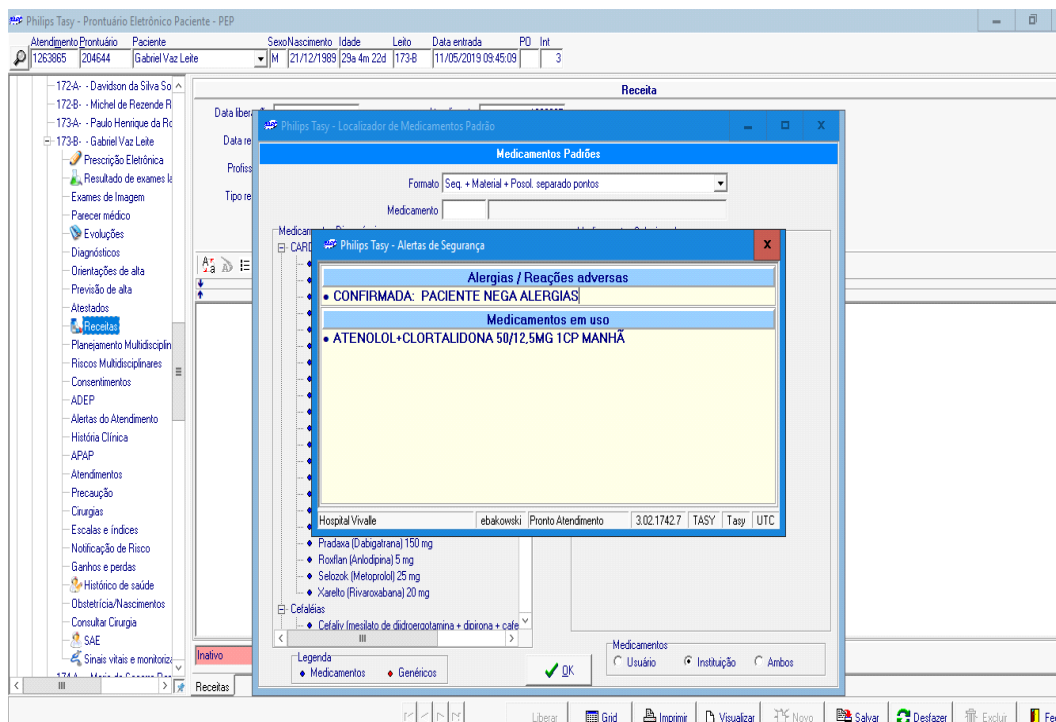 Philips Tasy - Prontuário Eletrônico Paciente - PEP
Atendimento Prontuário Paciente Sexo Nascimento Idade Leito Data entrada PO Int
1263865 204644 Gabriel Vaz Leite M 21/12/1989 29a 4m 22d 173-B 11/05/2019 09:45:09 3
172-A- - Davidson da Silva So
172-B- - Michel de Rezende R
173-A- - Paulo Henrique da Ro
173-B- - Gabriel Vaz Leite
Prescrição Eletrônica
Resultado de exames la
Exames de Imagem
Parecer médico
Evoluções
Diagnósticos
Orientações de alta
Previsão de alta
Atestados
Receitas
Planejamento Multidisciplin
Riscos Multidisciplinares
Consentimentos
ADEP
Alertas do Atendimento
História Clínica
APAP
Atendimentos
Precaução
Cirurgias
Escalas e índices
Notificação de Risco
Ganhos e perdas
Histórico de saúde
Obstetrícia/Nascimentos
Consultar Cirurgia
SAE
Sinais vitais e monitoriza
Receita
Data libera
Data re
Profiss
Tipo re
Philips Tasy - Localizador de Medicamentos Padrão
Medicamentos Padrões
Formato Seq. + Material + Posol. separado pontos
Medicamento
CARD
Philips Tasy - Alertas de Segurança
x
Alergias / Reações adversas
CONFIRMADA: PACIENTE NEGA ALERGIAS
Medicamentos em uso
ATENOLOL+CLORTALIDONA 50/12,5MG 1CP MANHÃ
Hospital Vivalle ebakowski Pronto Atendimento 3.02.1742.7 TASY Tasy UTC
Pradaxa (Dabigatrana) 150 mg
Roxflan (Anlodipina) 5 mg
Selozok (Metoprolol) 25 mg
Xarelto (Rivaroxabana) 20 mg
Cefaléias
Cefaliv (mesilato de diidroergotamina + dipirona + cafe
Legenda
Medicamentos Genéricos
OK
Medicamentos
Usuário Instituição Ambos
Inativo
Receitas
Liberar Grid Imprimir Visualizar Novo Salvar Desfazer Excluir Fe